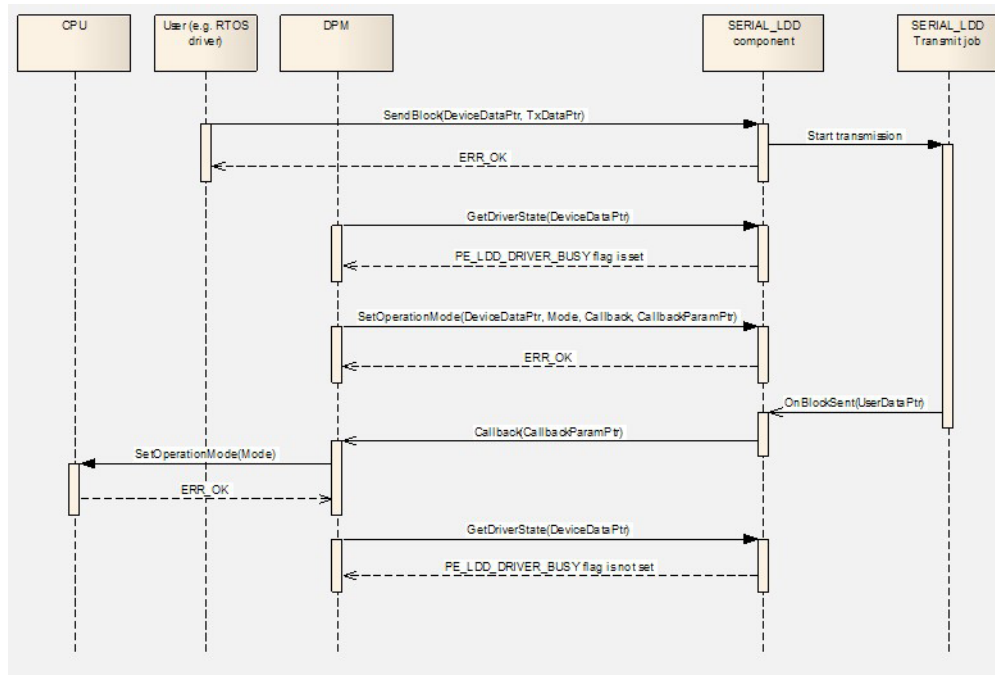 CPU
User (e.g. RTOS
driver)
DPM
SERIAL_LDD
component
SERIAL_LDD
Transmit job
SendBlock(DeviceDataPtr, TxDataPtr)
Start transmission
ERR_OK
GetDriverState(DeviceDataPtr)
PE_LDD_DRIVER_BUSY flag is set
SetOperationMode(DeviceDataPtr, Mode, Callback, CallbackParamPtr)
ERR_OK
OnBlockSent(UserDataPtr)
Callback(CallbackParamPtr)
SetOperationMode(Mode)
ERR_OK
GetDriverState(DeviceDataPtr)
PE_LDD_DRIVER_BUSY flag is not set